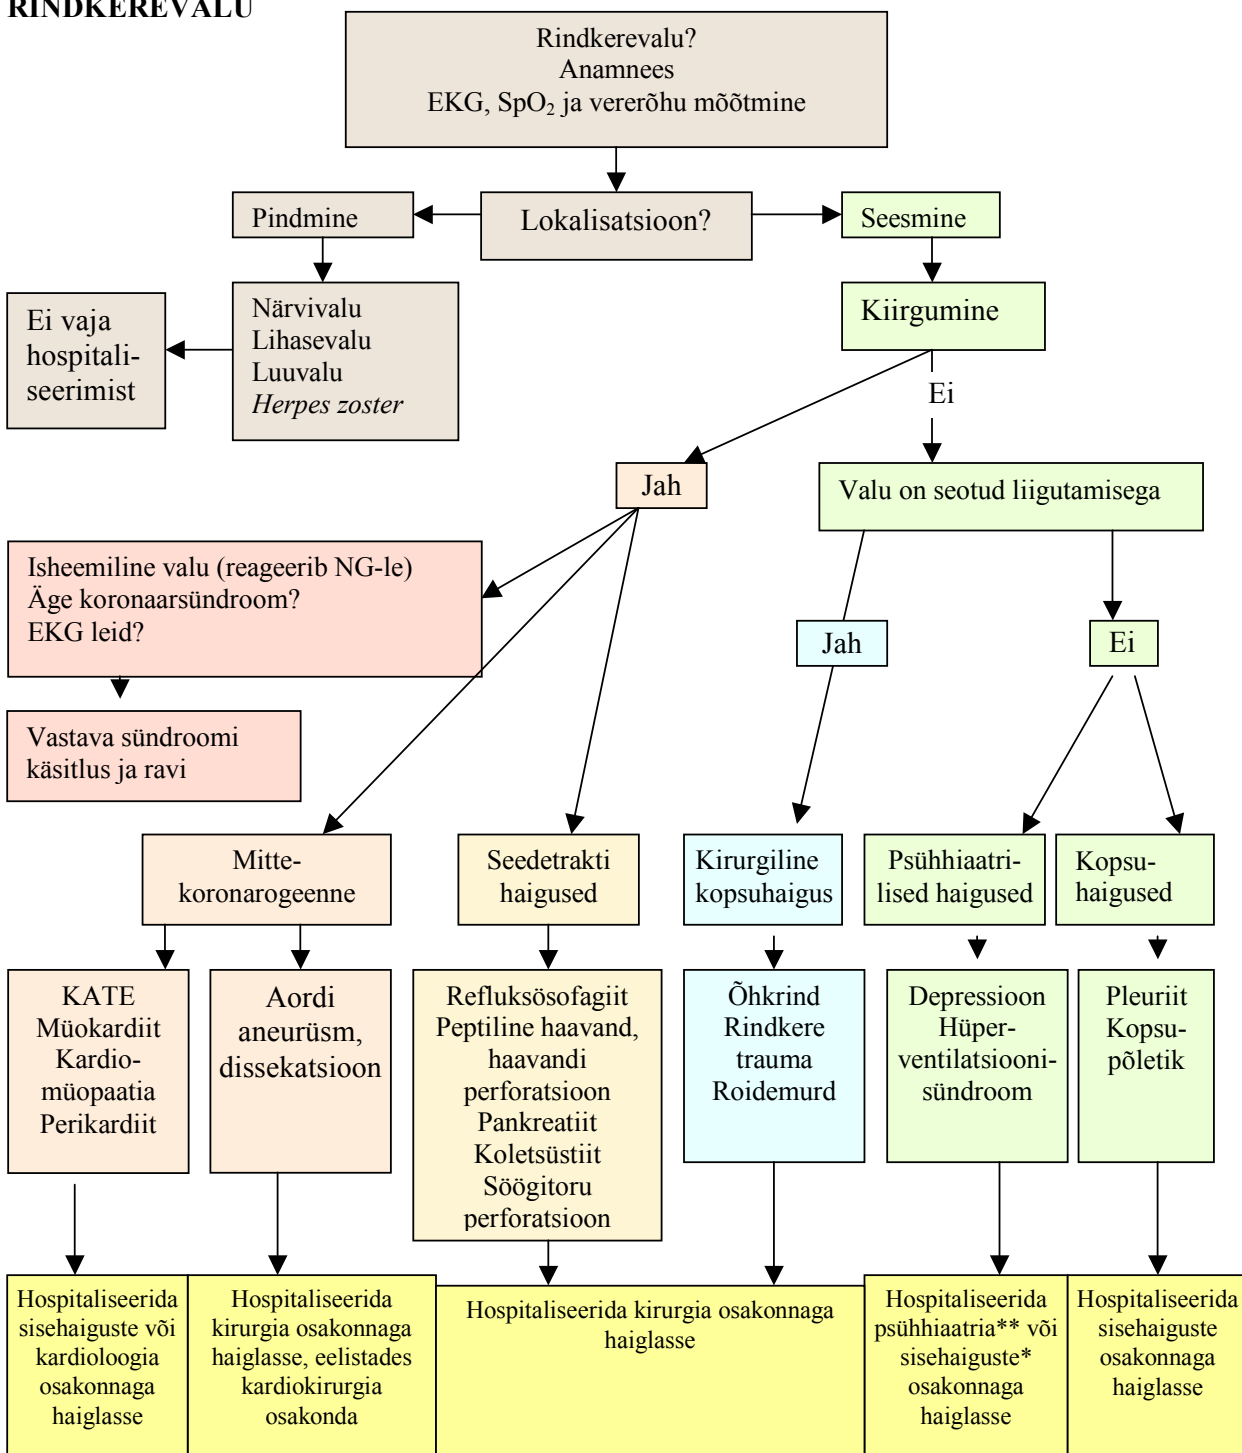 RINDKEREVALU
Rindkerevalu?
Anamnees
EKG, SpO₂ ja vererõhu mõõtmine
Pindmine
Lokalisatsioon?
Seesmine
Ei vaja
hospitali-
seerimist
Närvivalu
Lihasevalu
Luuvalu
Herpes zoster
Kiirgumine
Ei
Jah
Valu on seotud liigutamisega
Isheemiline valu (reageerib NG-le)
Äge koronaarsündroom?
EKG leid?
Jah
Ei
Vastava sündroomi
käsitlus ja ravi
Mitte-
koronarogeenne
Seedetrakti
haigused
Kirurgiline
kopsuhaigus
Psühhiaatri-
lised haigused
Kopsu-
haigused
KATE
Müokardiit
Kardio-
müopaatia
Perikardiit
Aordi
aneurüsm,
dissekatsioon
Refluksösofagiit
Peptiline haavand,
haavandi
perforatsioon
Pankreatiit
Koletsüstiit
Söögitoru
perforatsioon
Õhkrind
Rindkere
trauma
Roidemurd
Depressioon
Hüper-
ventilatsiooni-
sündroom
Pleuriit
Kopsu-
põletik
Hospitaliseerida
sisehaiguste või
kardioloogia
osakonnaga
haiglasse
Hospitaliseerida
kirurgia osakonnaga
haiglasse, eelistades
kardiokirurgia
osakonda
Hospitaliseerida kirurgia osakonnaga
haiglasse
Hospitaliseerida
psühhiaatria** või
sisehaiguste*
osakonnaga
haiglasse
Hospitaliseerida
sisehaiguste
osakonnaga
haiglasse